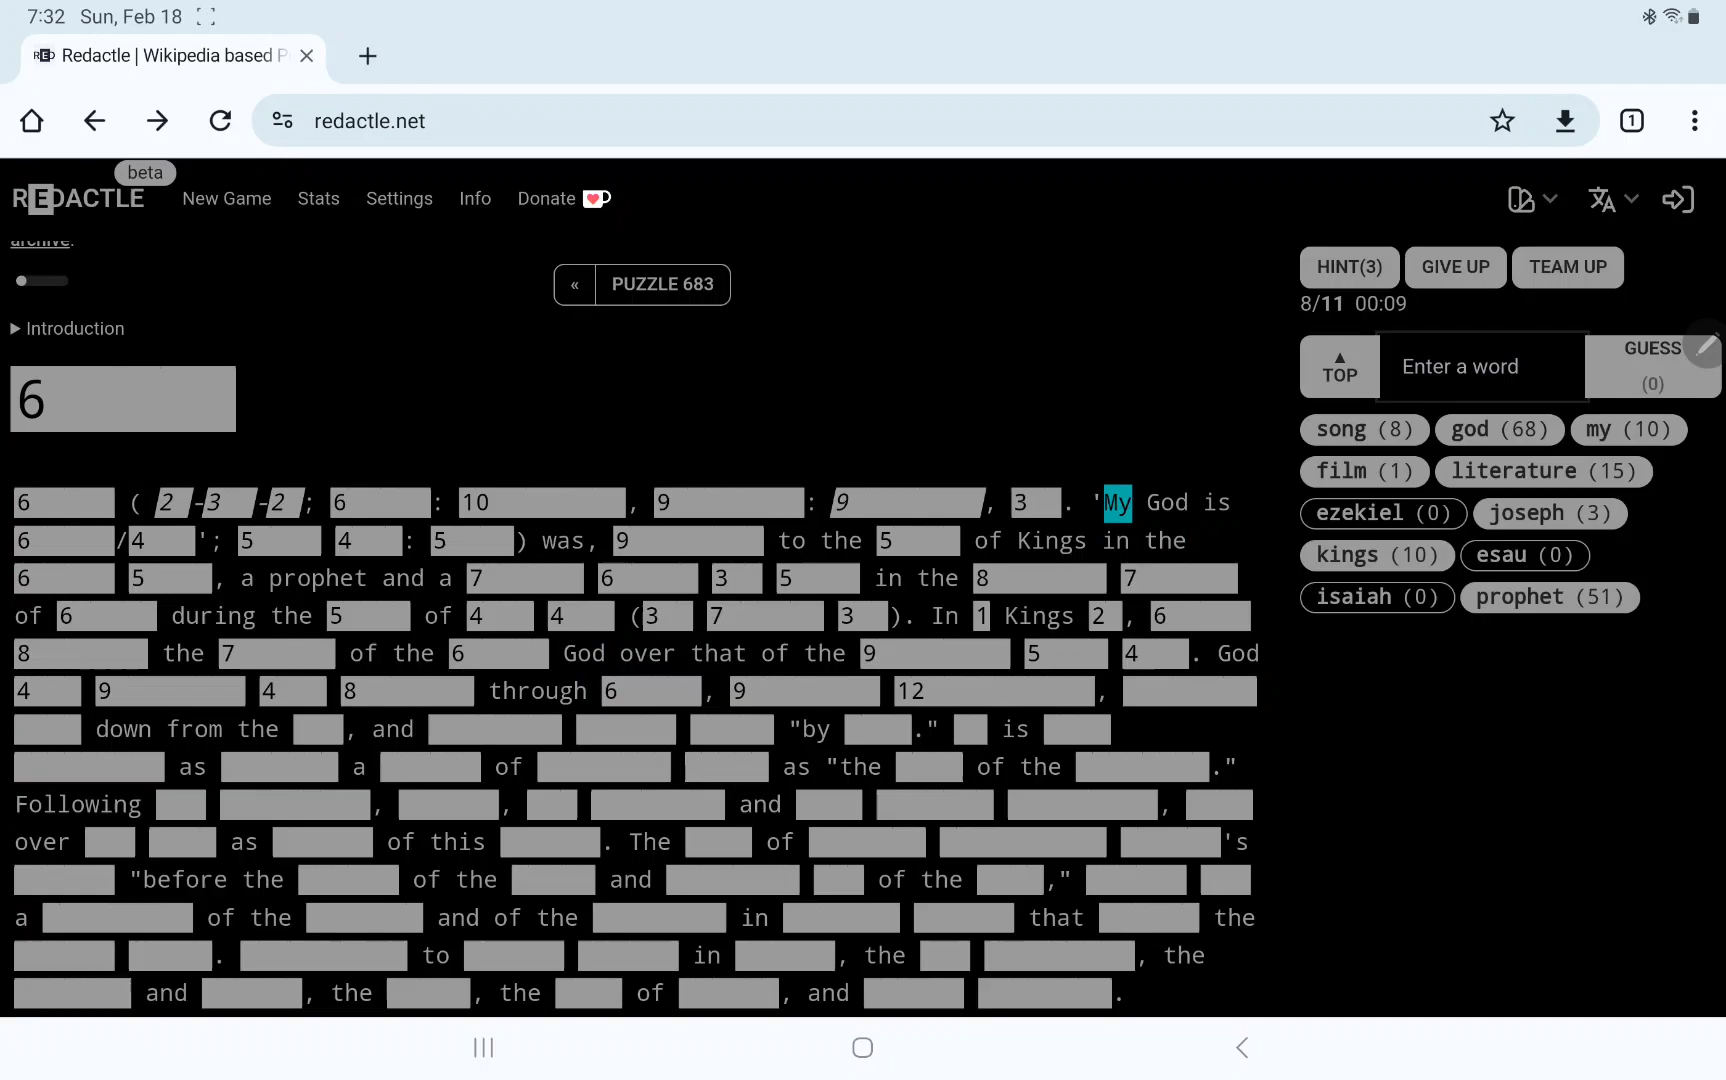 7:32 Sun, Feb 18
Redactle | Wikipedia based P
redactle.net
beta
REDACTLE New Game Stats Settings Info Donate
archive.
« PUZZLE 683
HINT(3) GIVE UP TEAM UP
8/11 00:09
▶ Introduction
▲ TOP Enter a word GUESS (0)
6
song (8) god (68) my (10)
film (1) literature (15)
ezekiel (0) joseph (3)
kings (10) esau (0)
isaiah (0) prophet (51)
6 ( 2-3-2; 6: 10, 9: 9, 3. 'My God is
6/4'; 5 4: 5) was, 9 to the 5 of Kings in the
6 5, a prophet and a 7 6 3 5 in the 8 7
of 6 during the 5 of 4 4 (3 7 3). In 1 Kings 2, 6
8 the 7 of the 6 God over that of the 9 5 4. God
4 9 4 8 through 6, 9 12,
down from the , and "by ." is
as a of as "the of the ."
Following , , and ,
over as of this . The of 's
"before the of the and of the ,"
a of the and of the in that the
. to in , the , the
and , the , the of , and .